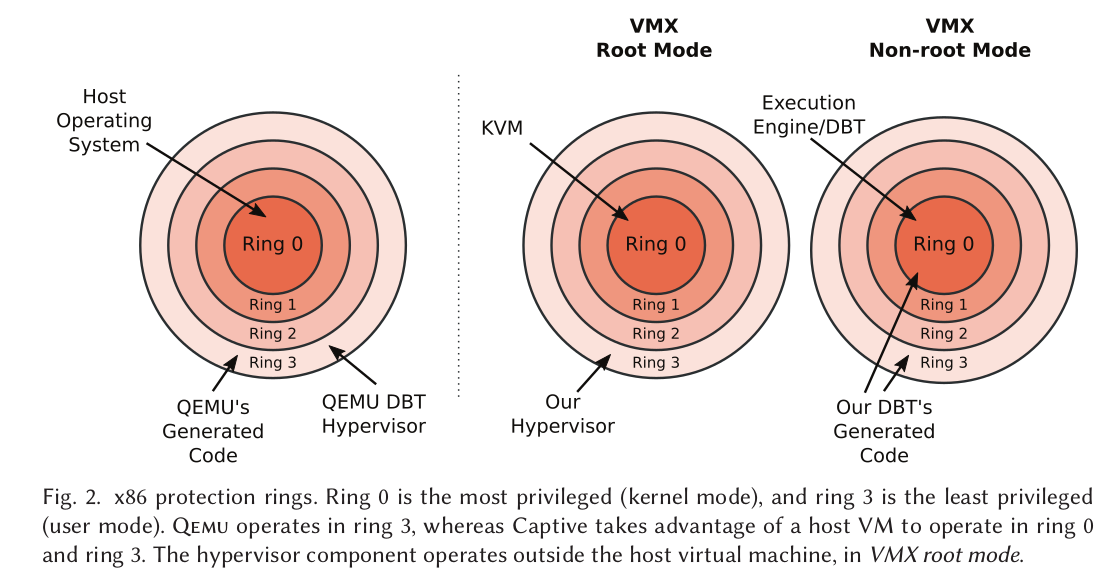 VMX
Root Mode
VMX
Non-root Mode
Host
Operating
System
KVM
Execution
Engine/DBT
Ring 0
Ring 1
Ring 2
Ring 3
Ring 0
Ring 1
Ring 2
Ring 3
Ring 0
Ring 1
Ring 2
Ring 3
QEMU's
Generated
Code
QEMU DBT
Hypervisor
Our
Hypervisor
Our DBT's
Generated
Code
Fig. 2. x86 protection rings. Ring 0 is the most privileged (kernel mode), and ring 3 is the least privileged
(user mode). QEMU operates in ring 3, whereas Captive takes advantage of a host VM to operate in ring 0
and ring 3. The hypervisor component operates outside the host virtual machine, in VMX root mode.